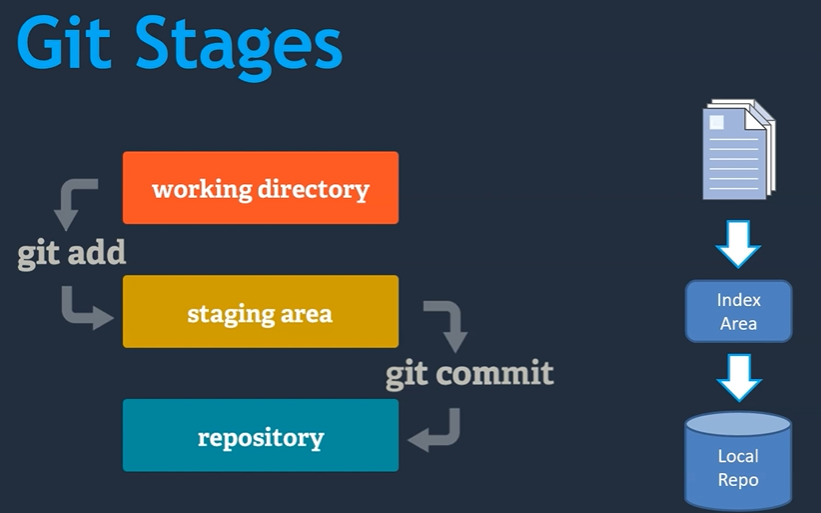 Git Stages
working directory
git add
staging area
git commit
repository
Index
Area
Local
Repo